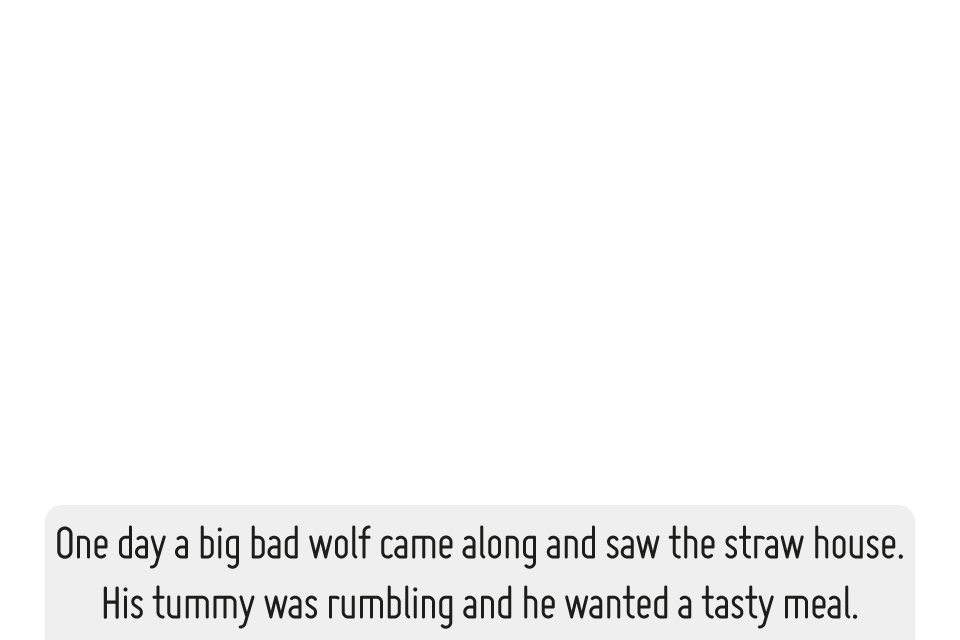 One day a big bad wolf came along and saw the straw house.
His tummy was rumbling and he wanted a tasty meal.